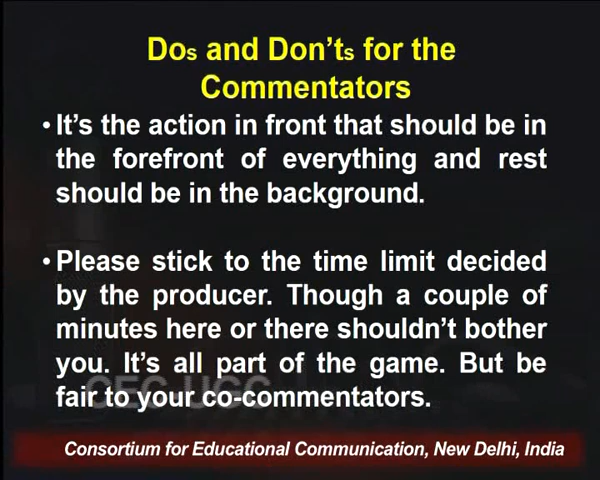 Dos and Don'ts for the
Commentators
• It's the action in front that should be in
the forefront of everything and rest
should be in the background.
• Please stick to the time limit decided
by the producer. Though a couple of
minutes here or there shouldn't bother
you. It's all part of the game. But be
fair to your co-commentators.
CEC-UGC
Consortium for Educational Communication, New Delhi, India